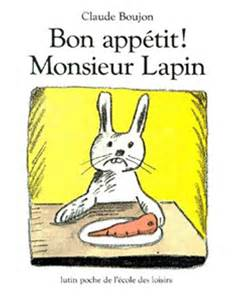 Claude Boujon
Bon appétit!
Monsieur Lapin
lutin poche de l'école des loisirs